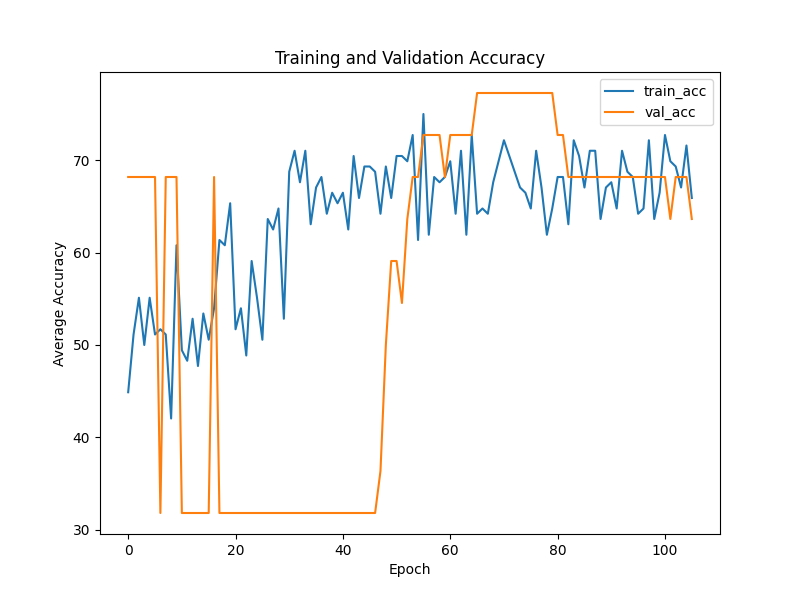 Training and Validation Accuracy
train_acc
val_acc
70
60
50
40
30
Average Accuracy
0 20 40 60 80 100
Epoch